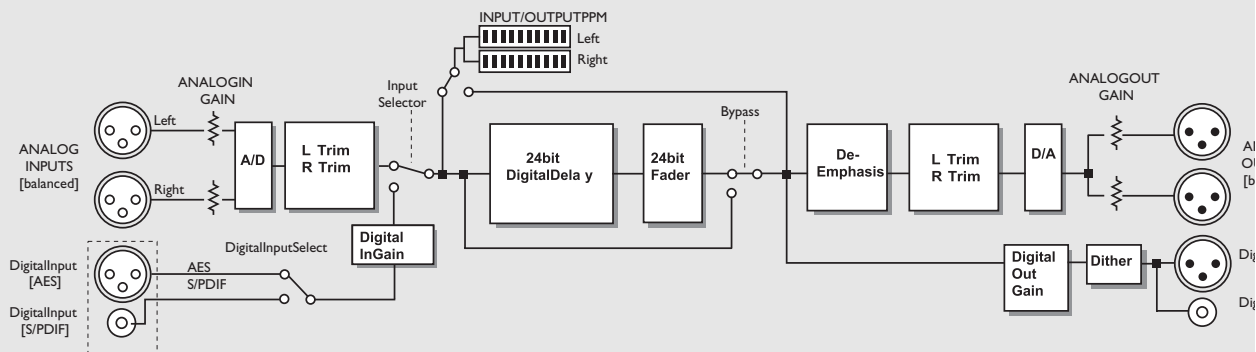 INPUT/OUTPUTPPM
Left
Right
ANALOGIN
GAIN
Input
Selector
ANALOGOUT
GAIN
Bypass
Left
ANALOG
INPUTS
[balanced]
Right
A/D
L Trim
R Trim
24bit
DigitalDela y
24bit
Fader
De-
Emphasis
L Trim
R Trim
D/A
DigitalInputSelect
Digital
InGain
DigitalInput
[AES]
AES
S/PDIF
DigitalInput
[S/PDIF]
Digital
Out
Gain
Dither